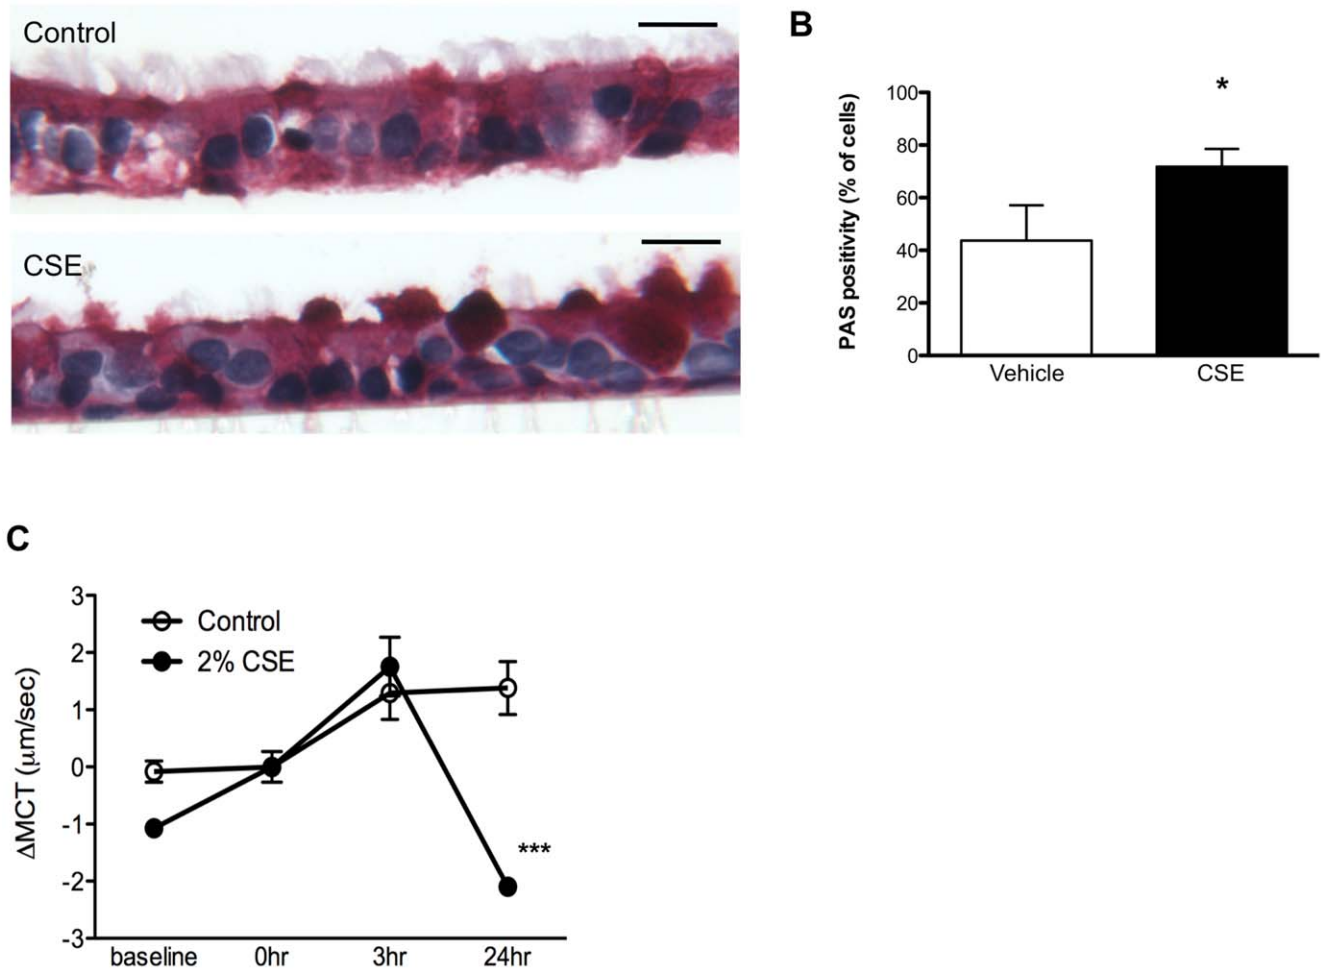 Control
CSE
B
PAS positivity (% of cells)
100
80
60
40
20
0
*
Vehicle
CSE
C
ΔMCT (μm/sec)
3
2
1
0
-1
-2
-3
Control
2% CSE
***
baseline 0hr 3hr 24hr